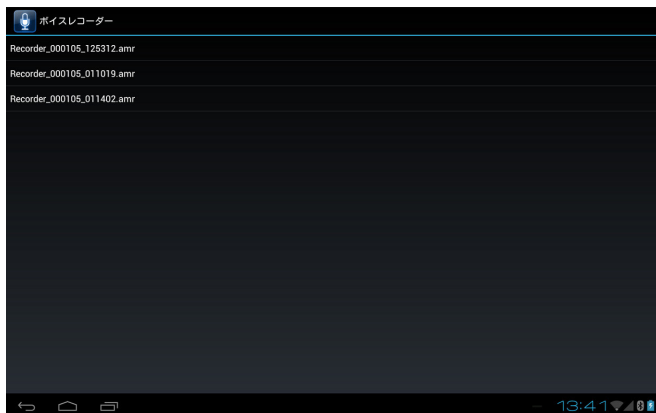 ボイスレコーダー
Recorder_000105_125312.amr
Recorder_000105_011019.amr
Recorder_000105_011402.amr
13:41